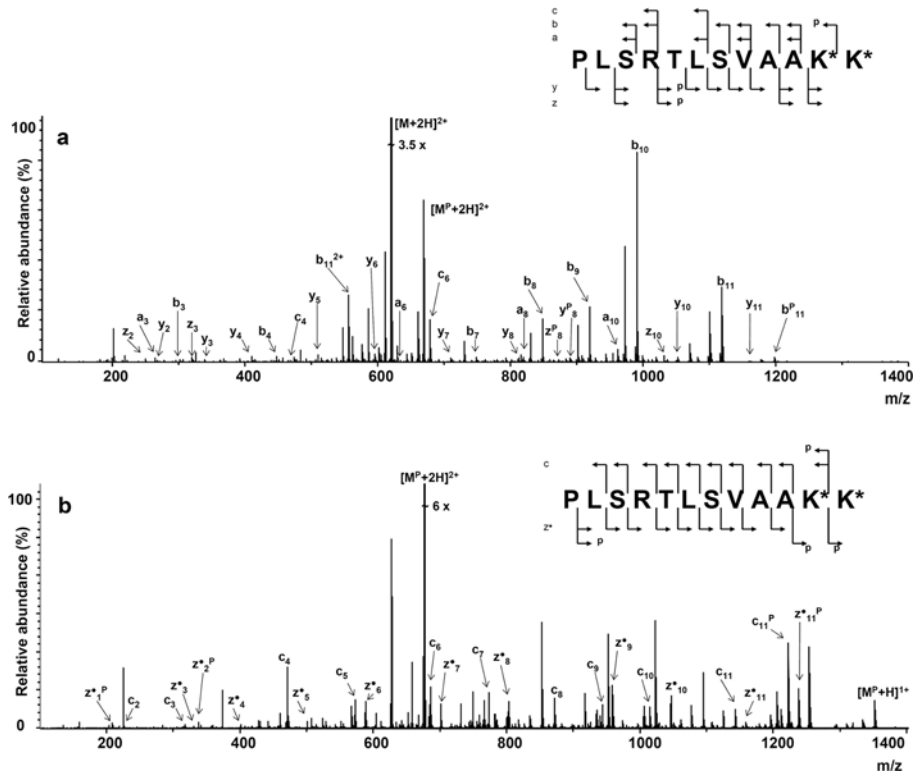 c
b
a
p
P L S R T L S V A A K* K*
y
z
p
p
a
Relative abundance (%)
100
0
[M+2H]2+
3.5 x
[MP+2H]2+
b10
z2
a3
y2
b3
z3
y3
y4
b4
c4
y5
b11 2+
y6
a6
c6
y7
b7
y8
a8
b8
zP8
yP8
b9
a10
z10
y10
b11
y11
bP11
200 400 600 800 1000 1200 1400
m/z
b
Relative abundance (%)
100
0
[MP+2H]2+
6 x
p
c
P L S R T L S V A A K* K*
z•
p
p
p
z•1P
c2
c3
z•3
z•2P
z•4
c4
z•5
c5
z•6
c6
z•7
c7
z•8
c8
c9
z•9
c10
z•10
c11
z•11
c11P
z•11P
[MP+H]1+
200 400 600 800 1000 1200 1400
m/z